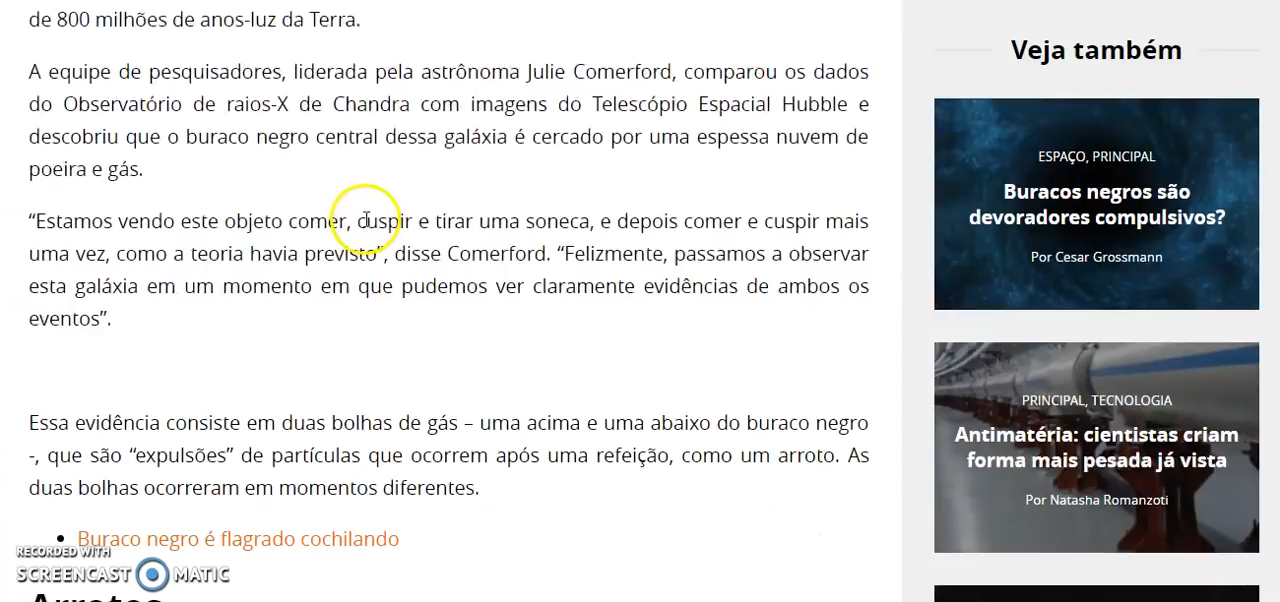 de 800 milhões de anos-luz da Terra.
A equipe de pesquisadores, liderada pela astrônoma Julie Comerford, comparou os dados
do Observatório de raios-X de Chandra com imagens do Telescópio Espacial Hubble e
descobriu que o buraco negro central dessa galáxia é cercado por uma espessa nuvem de
poeira e gás.
“Estamos vendo este objeto comer, cuspir e tirar uma soneca, e depois comer e cuspir mais
uma vez, como a teoria havia previsto”, disse Comerford. “Felizmente, passamos a observar
esta galáxia em um momento em que pudemos ver claramente evidências de ambos os
eventos”.
Essa evidência consiste em duas bolhas de gás – uma acima e uma abaixo do buraco negro
-, que são “expulsões” de partículas que ocorrem após uma refeição, como um arroto. As
duas bolhas ocorreram em momentos diferentes.
• Buraco negro é flagrado cochilando
Arrotos
RECORDED WITH
SCREENCAST MATIC
Veja também
ESPAÇO, PRINCIPAL
Buracos negros são
devoradores compulsivos?
Por Cesar Grossmann
PRINCIPAL, TECNOLOGIA
Antimatéria: cientistas criam
forma mais pesada já vista
Por Natasha Romanzoti